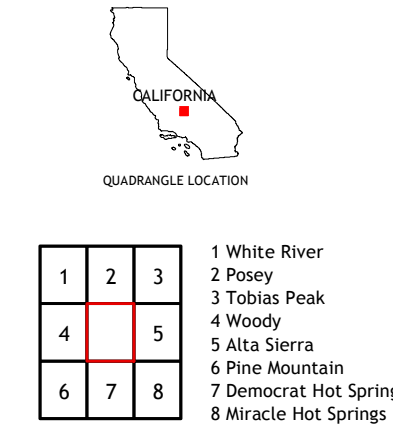 CALIFORNIA
QUADRANGLE LOCATION
1 2 3
4 5
6 7 8
1 White River
2 Posey
3 Tobias Peak
4 Woody
5 Alta Sierra
6 Pine Mountain
7 Democrat Hot Spring
8 Miracle Hot Springs